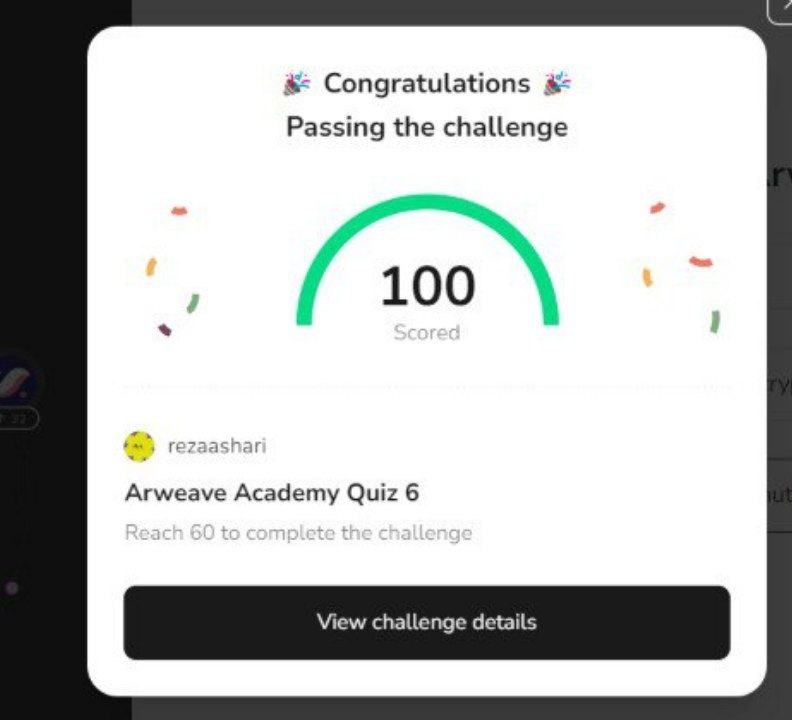 🎉 Congratulations 🎉
Passing the challenge
100
Scored
rezaashari
Arweave Academy Quiz 6
Reach 60 to complete the challenge
View challenge details